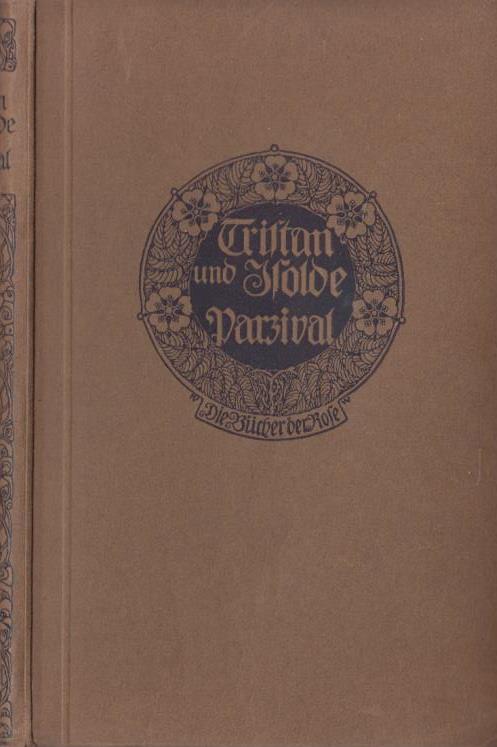 Tristan
und Isolde
Parzival
Die Bücher der Rose